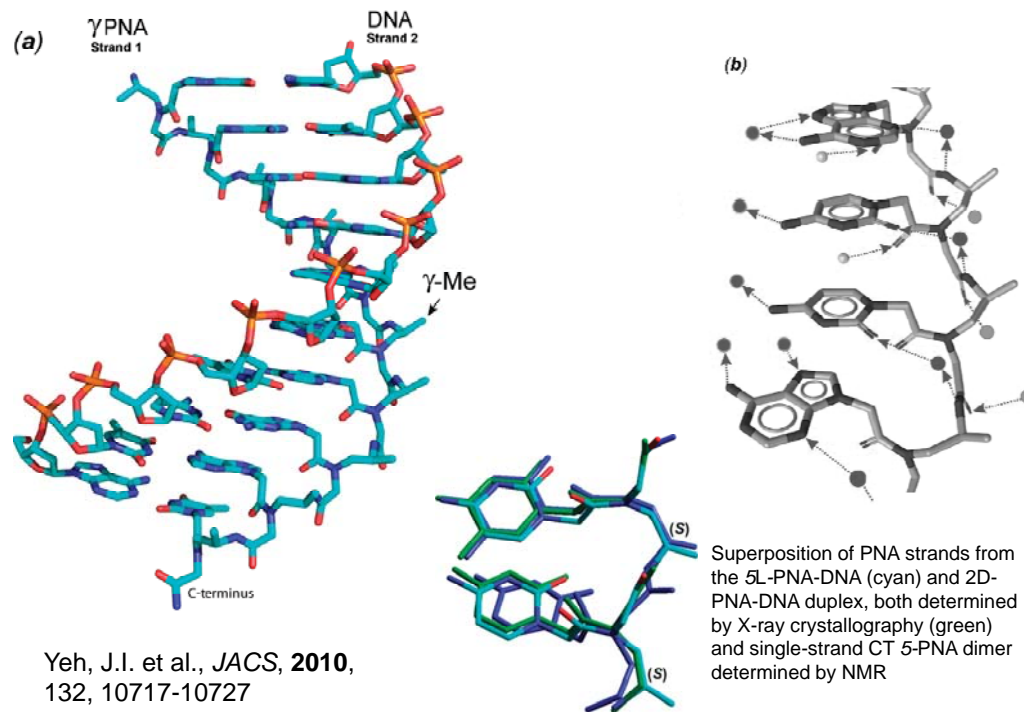 (a)
γPNA
Strand 1
DNA
Strand 2
(b)
γ-Me
C-terminus
(S)
(S)
Yeh, J.I. et al., JACS, 2010,
132, 10717-10727
Superposition of PNA strands from
the 5L-PNA-DNA (cyan) and 2D-
PNA-DNA duplex, both determined
by X-ray crystallography (green)
and single-strand CT 5-PNA dimer
determined by NMR